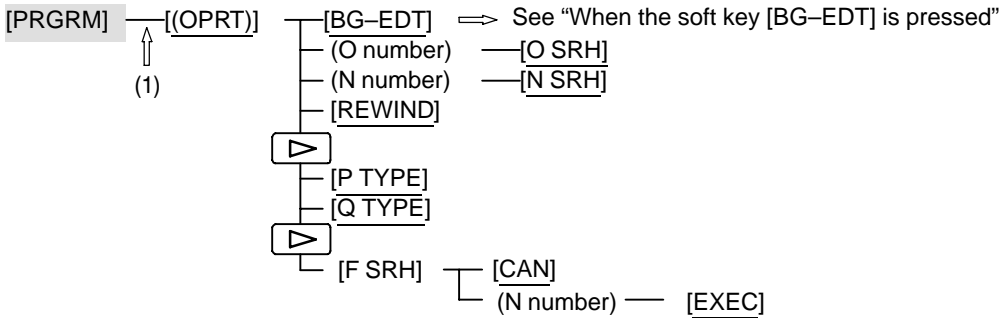 [PRGRM] [(OPRT)] [BG–EDT] See “When the soft key [BG–EDT] is pressed”
(1) (O number) [O SRH]
(N number) [N SRH]
[REWIND]
[P TYPE]
[Q TYPE]
[F SRH] [CAN]
(N number) [EXEC]